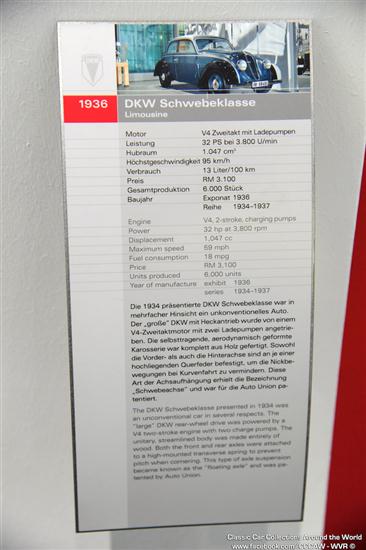 1936
DKW Schwebeklasse
Limousine
Motor V4 Zweitakt mit Ladepumpen
Leistung 32 PS bei 3.800 U/min
Hubraum 1.047 cm³
Höchstgeschwindigkeit 95 km/h
Verbrauch 13 Liter/100 km
Preis RM 3.100
Gesamtproduktion 6.000 Stück
Baujahr Exponat 1936
Reihe 1934–1937
Engine V4, 2-stroke, charging pumps
Power 32 hp at 3,800 rpm
Displacement 1,047 cc
Maximum speed 59 mph
Fuel consumption 18 mpg
Price RM 3,100
Units produced 6,000 units
Year of manufacture exhibit 1936
series 1934–1937
Die 1934 präsentierte DKW Schwebeklasse war in
mehrfacher Hinsicht ein unkonventionelles Auto.
Der „große“ DKW mit Heckantrieb wurde von einem
V4-Zweitaktmotor mit zwei Ladepumpen angetrie-
ben. Die selbsttragende, aerodynamisch geformte
Karosserie war komplett aus Holz gefertigt. Sowohl
die Vorder- als auch die Hinterachse sind an je einer
hochliegenden Querfeder befestigt, um die Nickbe-
wegungen bei Kurvenfahrt zu vermindern. Diese
Art der Achsaufhängung erhielt die Bezeichnung
„Schwebeachse“ und war für die Auto Union pa-
tentiert.
The DKW Schwebeklasse presented in 1934 was
an unconventional car in several respects. The
"large" DKW rear-wheel drive was powered by a
V4 two-stroke engine with two charge pumps. The
unitary, streamlined body was made entirely of
wood. Both the front and rear axles were attached
to a high-mounted transverse spring to prevent
pitch when cornering. This type of axle suspension
became known as the "floating axle" and was pa-
tented by Auto Union.
Classic Car Collections Around the World
www.facebook.com/CCCAW - WVR ©